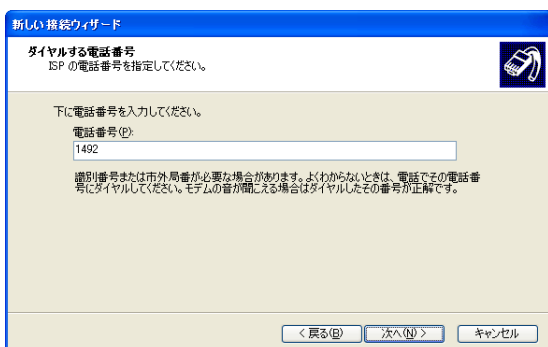 新しい接続ウィザード
ダイヤルする電話番号
ISP の電話番号を指定してください。
下に電話番号を入力してください。
電話番号(P):
1492
識別番号または市外局番が必要な場合があります。よくわからないときは、電話でその電話番
号にダイヤルしてください。モデムの音が聞こえる場合はダイヤルしたその番号が正解です。
< 戻る(B)
次へ(N) >
キャンセル